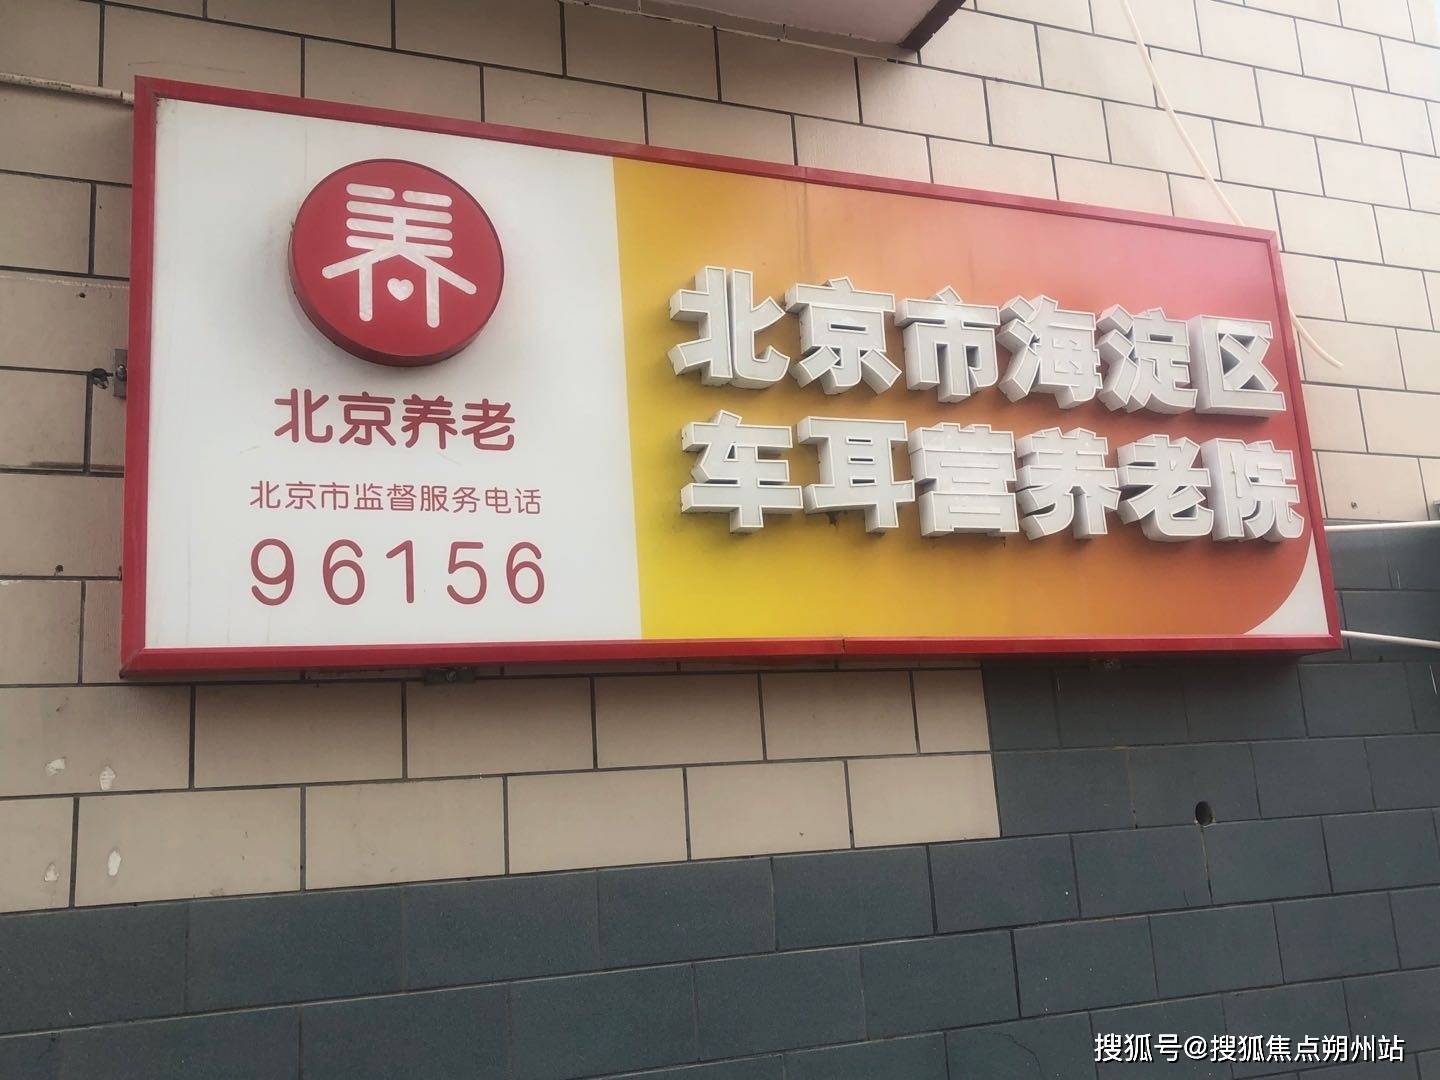 养
北京养老
北京市监督服务电话
96156
北京市海淀区
车耳营养老院
搜狐号@搜狐焦点朔州站